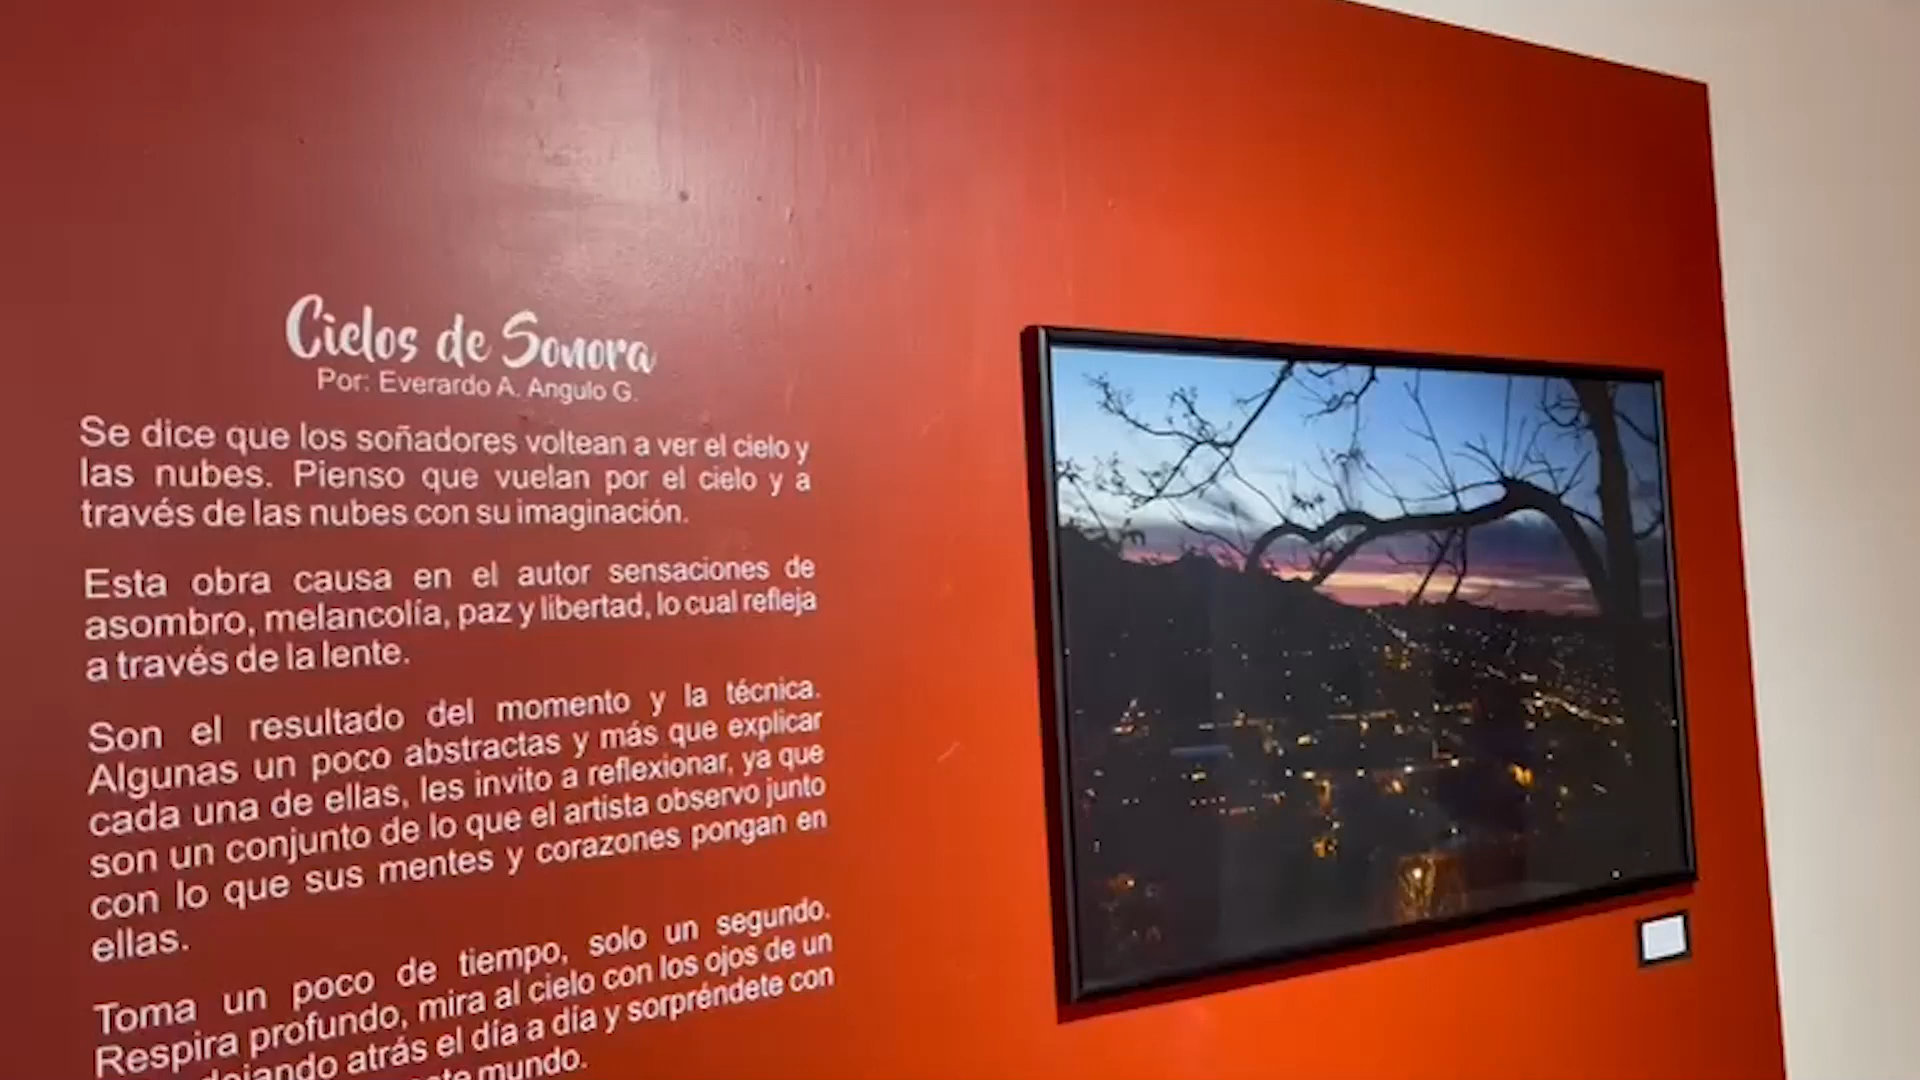 Cielos de Sonora
Por: Everardo A. Angulo G.
Se dice que los soñadores voltean a ver el cielo y
las nubes. Pienso que vuelan por el cielo y a
través de las nubes con su imaginación.
Esta obra causa en el autor sensaciones de
asombro, melancolía, paz y libertad, lo cual refleja
a través de la lente.
Son el resultado del momento y la técnica.
Algunas un poco abstractas y más que explicar
cada una de ellas, les invito a reflexionar, ya que
son un conjunto de lo que el artista observo junto
con lo que sus mentes y corazones pongan en
ellas.
Toma un poco de tiempo, solo un segundo.
Respira profundo, mira al cielo con los ojos de un
dejando atrás el día a día y sorpréndete con
mundo.